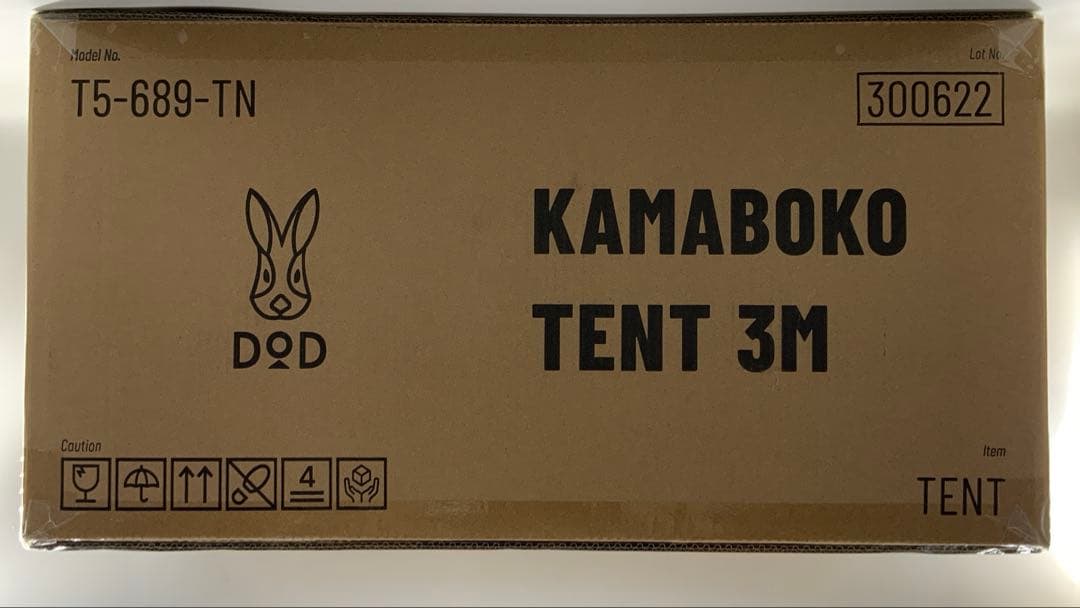 Model No.
T5-689-TN
Lot No.
300622
KAMABOKO
TENT 3M
DOD
Caution
4
Item
TENT